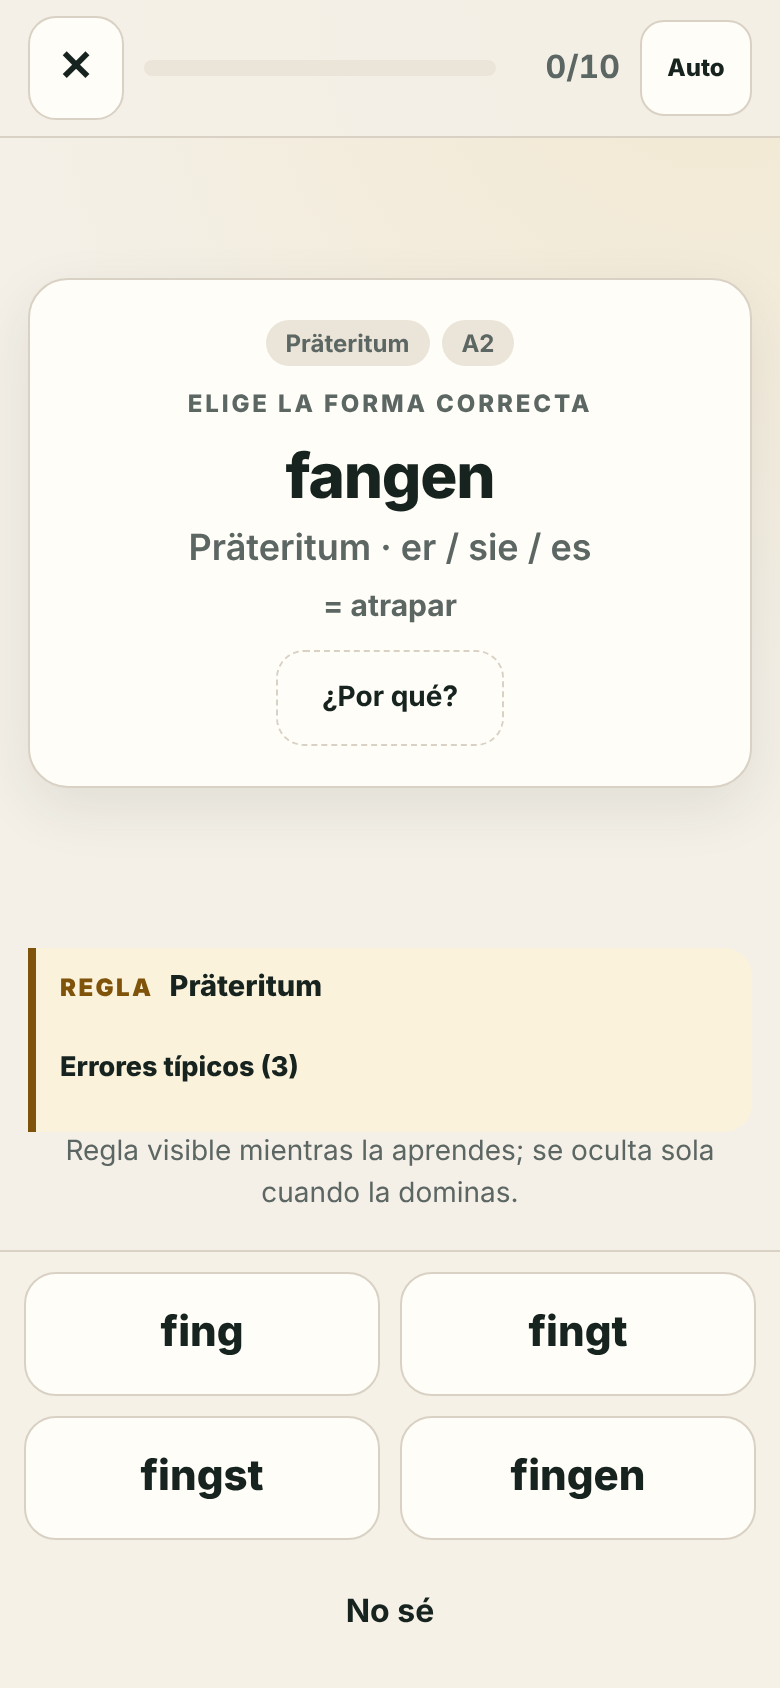 ✕
0/10
Auto
Präteritum
A2
ELIGE LA FORMA CORRECTA
fangen
Präteritum · er / sie / es
= atrapar
¿Por qué?
REGLA Präteritum
Errores típicos (3)
Regla visible mientras la aprendes; se oculta sola
cuando la dominas.
fing
fingt
fingst
fingen
No sé